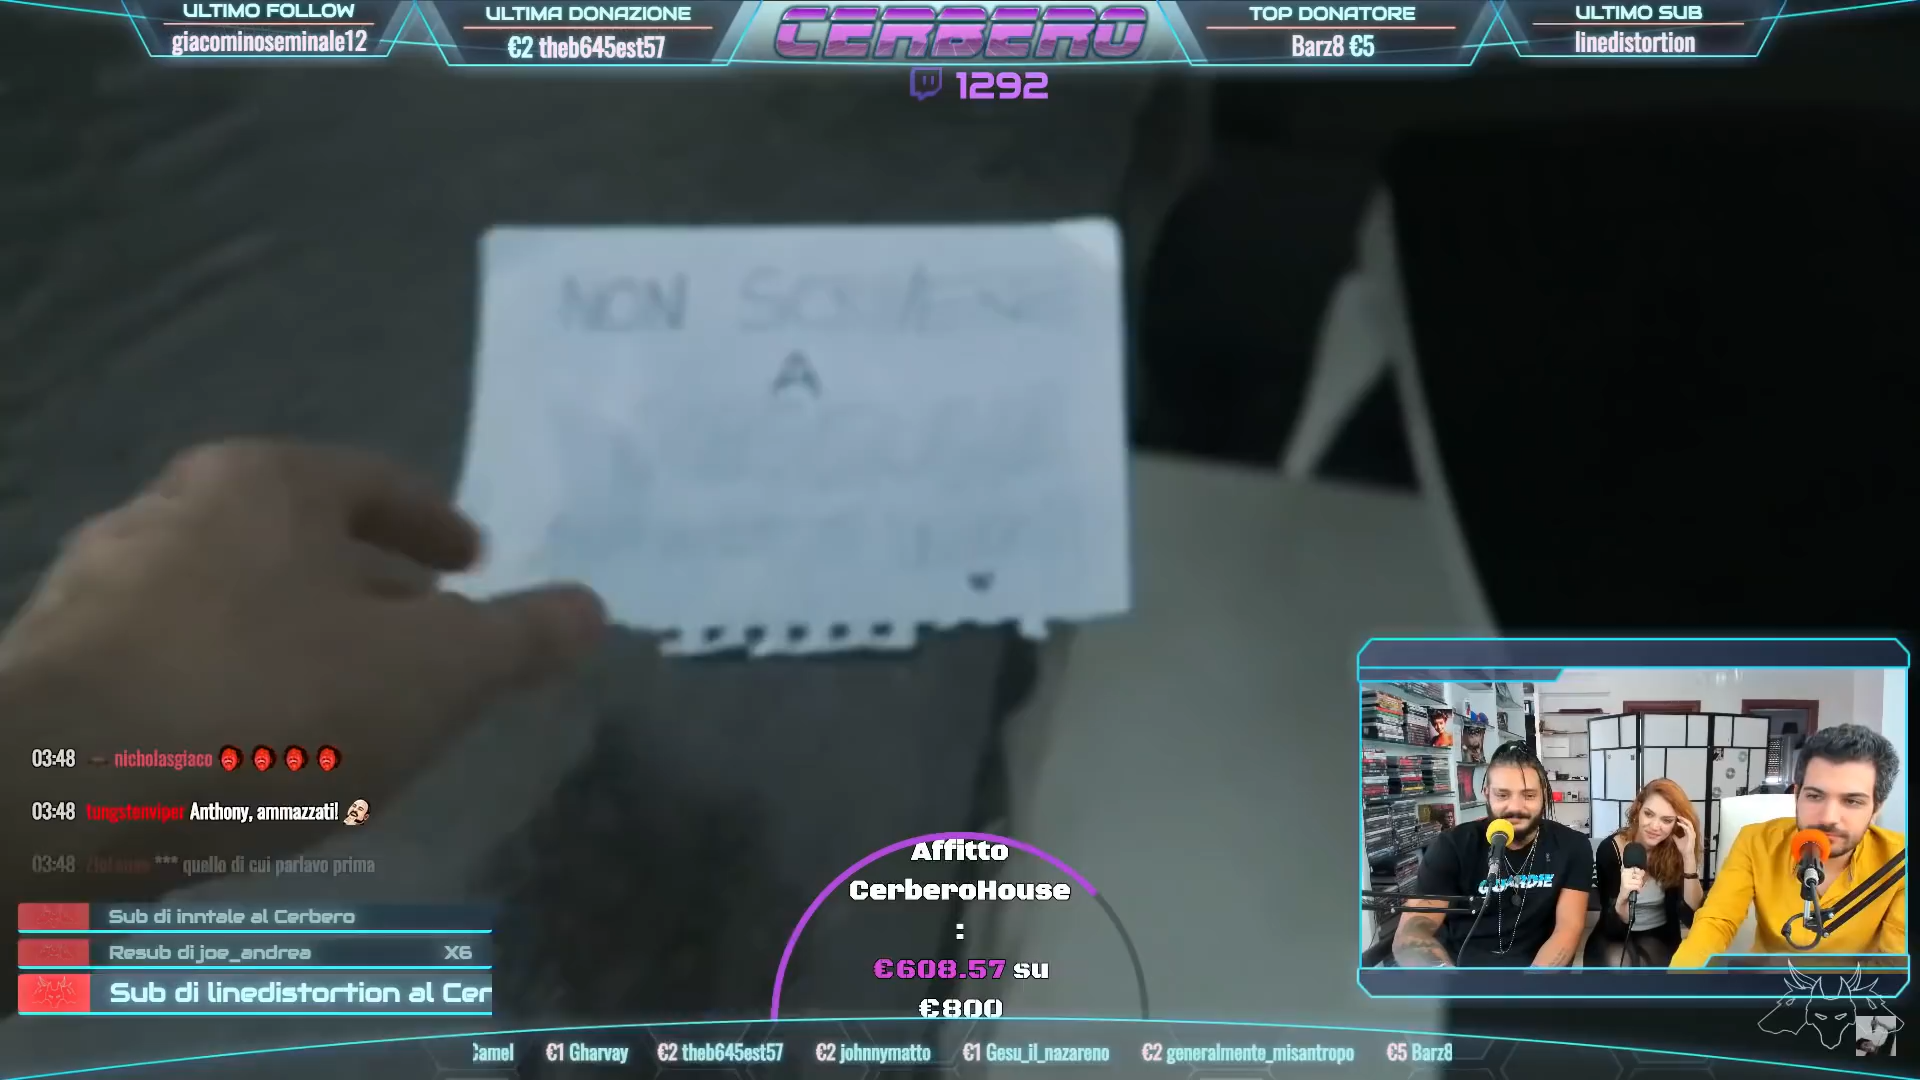 ULTIMO FOLLOW
giacominoseminale12
ULTIMA DONAZIONE
€2 theb645est57
CERBERO
1292
TOP DONATORE
Barz8 €5
ULTIMO SUB
linedistortion
NON
A
03:48 nicholasgiaco
03:48 tungstenviper Anthony, ammazzati!
03:48 *** quello di cui parlavo prima
Sub di inntale al Cerbero
Resub di joe_andrea X6
Sub di linedistortion al Cer
Affitto
CerberoHouse
:
€608.57 su
€800
Camel €1 Gharvay €2 theb645est57 €2 johnnymatto €1 Gesu_il_nazareno €2 generalmente_misantropo €5 Barz8